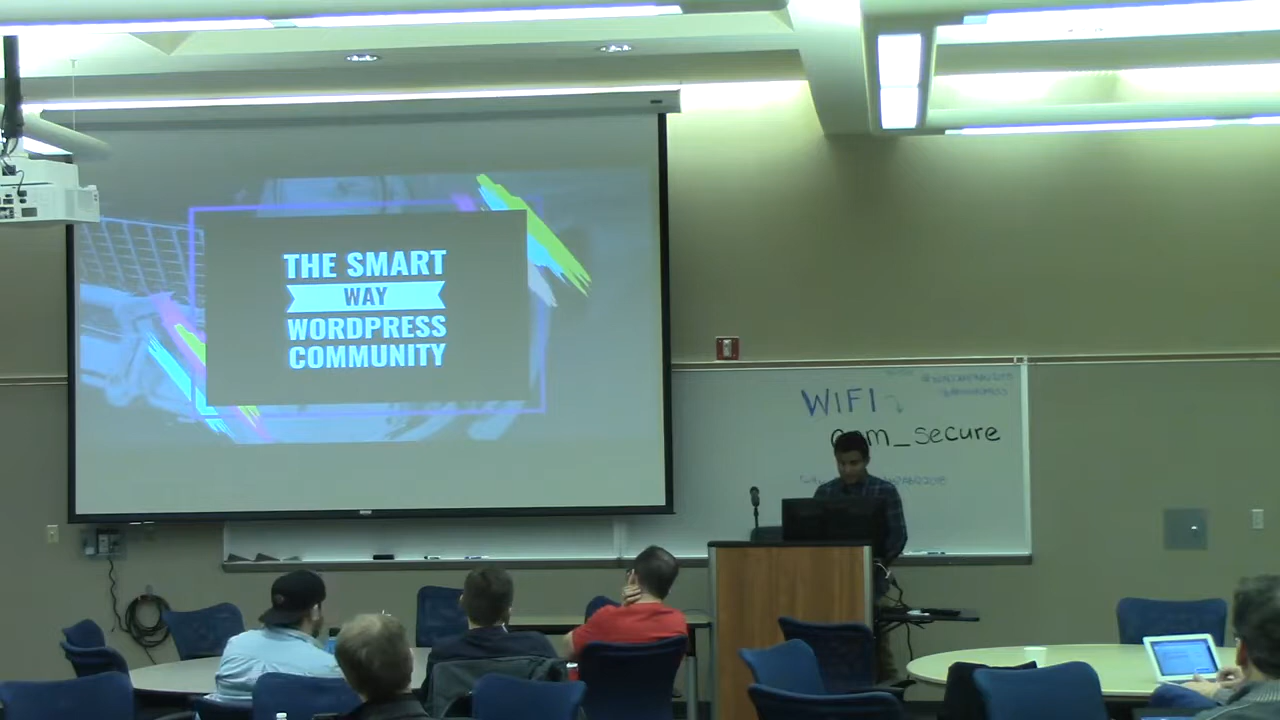 THE SMART
WAY
WORDPRESS
COMMUNITY
WIFI
_secure